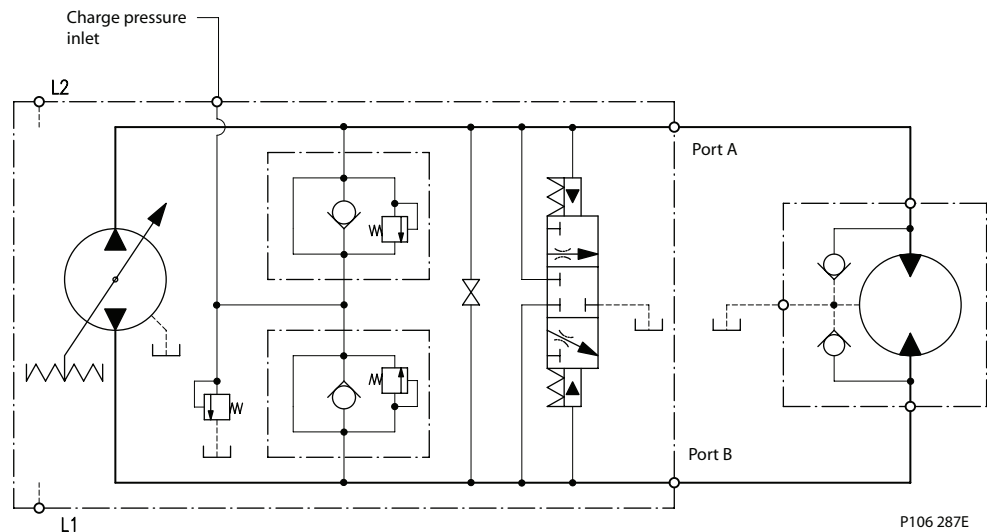 Charge pressure
inlet
L2
Port A
Port B
L1
P106 287E